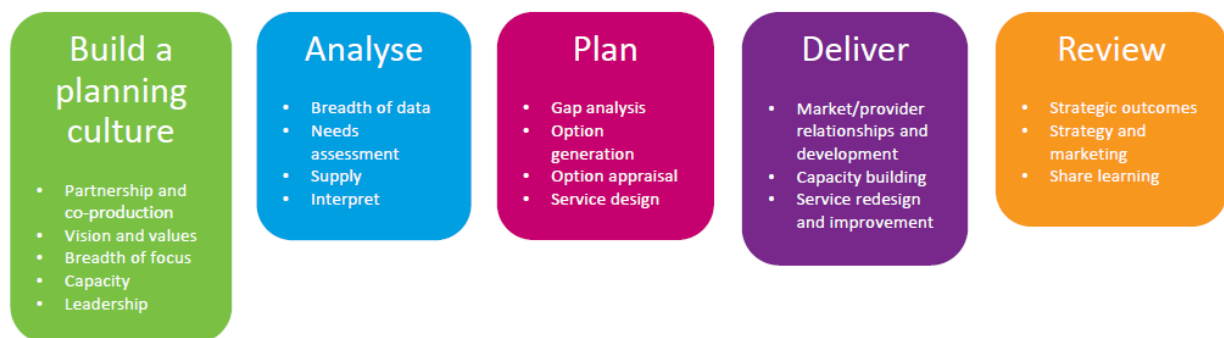 Build a
planning
culture
• Partnership and
co-production
• Vision and values
• Breadth of focus
• Capacity
• Leadership
Analyse
• Breadth of data
• Needs
assessment
• Supply
• Interpret
Plan
• Gap analysis
• Option
generation
• Option appraisal
• Service design
Deliver
• Market/provider
relationships and
development
• Capacity building
• Service redesign
and improvement
Review
• Strategic outcomes
• Strategy and
marketing
• Share learning